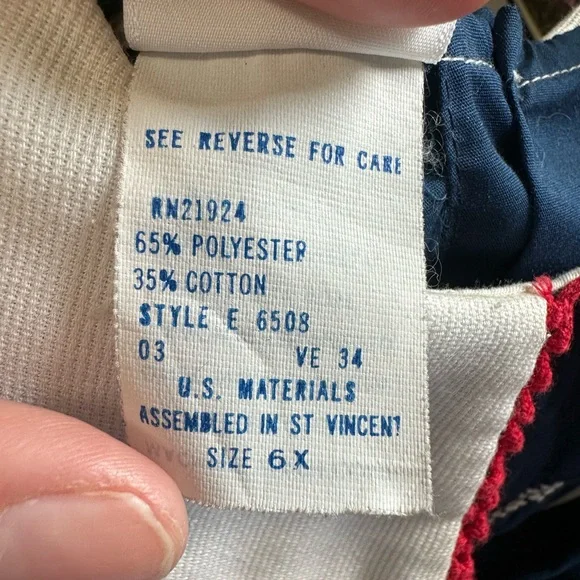 SEE REVERSE FOR CARE
RN21924
65% POLYESTER
35% COTTON
STYLE E 6508
03 VE 34
U.S. MATERIALS
ASSEMBLED IN ST VINCENT
SIZE 6X